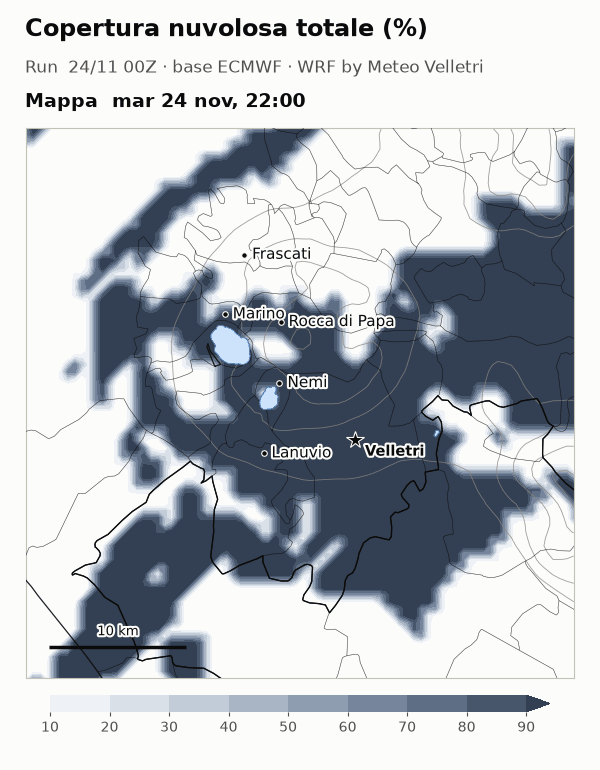 Copertura nuvolosa totale (%)
Run  24/11 00Z · base ECMWF · WRF by Meteo Velletri
Mappa  mar 24 nov, 22:00
Frascati
Marino
Rocca di Papa
Nemi
Velletri
Lanuvio
10 km
10 20 30 40 50 60 70 80 90